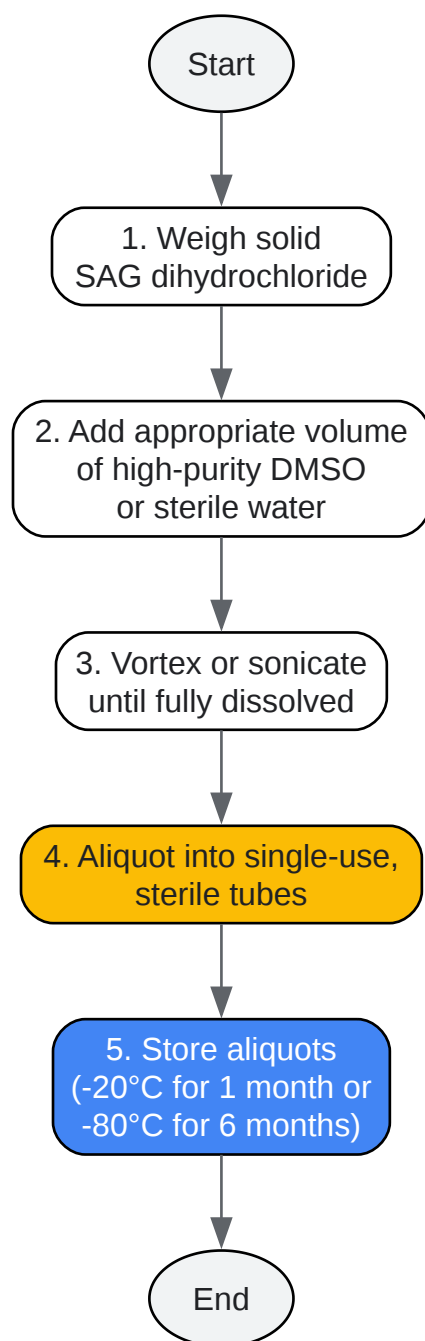 Start
1. Weigh solid
SAG dihydrochloride
2. Add appropriate volume
of high-purity DMSO
or sterile water
3. Vortex or sonicate
until fully dissolved
4. Aliquot into single-use,
sterile tubes
5. Store aliquots
(-20°C for 1 month or
-80°C for 6 months)
End